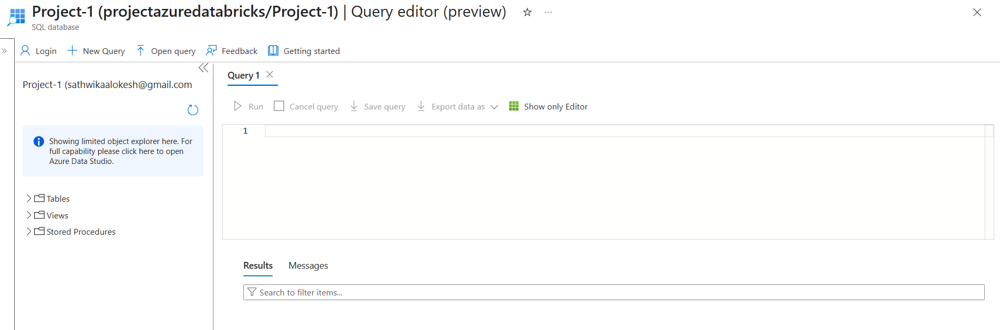 Project-1 (projectazuredatabricks/Project-1) | Query editor (preview)
SQL database
Login New Query Open query Feedback Getting started
Project-1 (sathwikaalokesh@gmail.com
Showing limited object explorer here. For
full capability please click here to open
Azure Data Studio.
Tables
Views
Stored Procedures
Query 1
Run Cancel query Save query Export data as Show only Editor
1
Results Messages
Search to filter items...